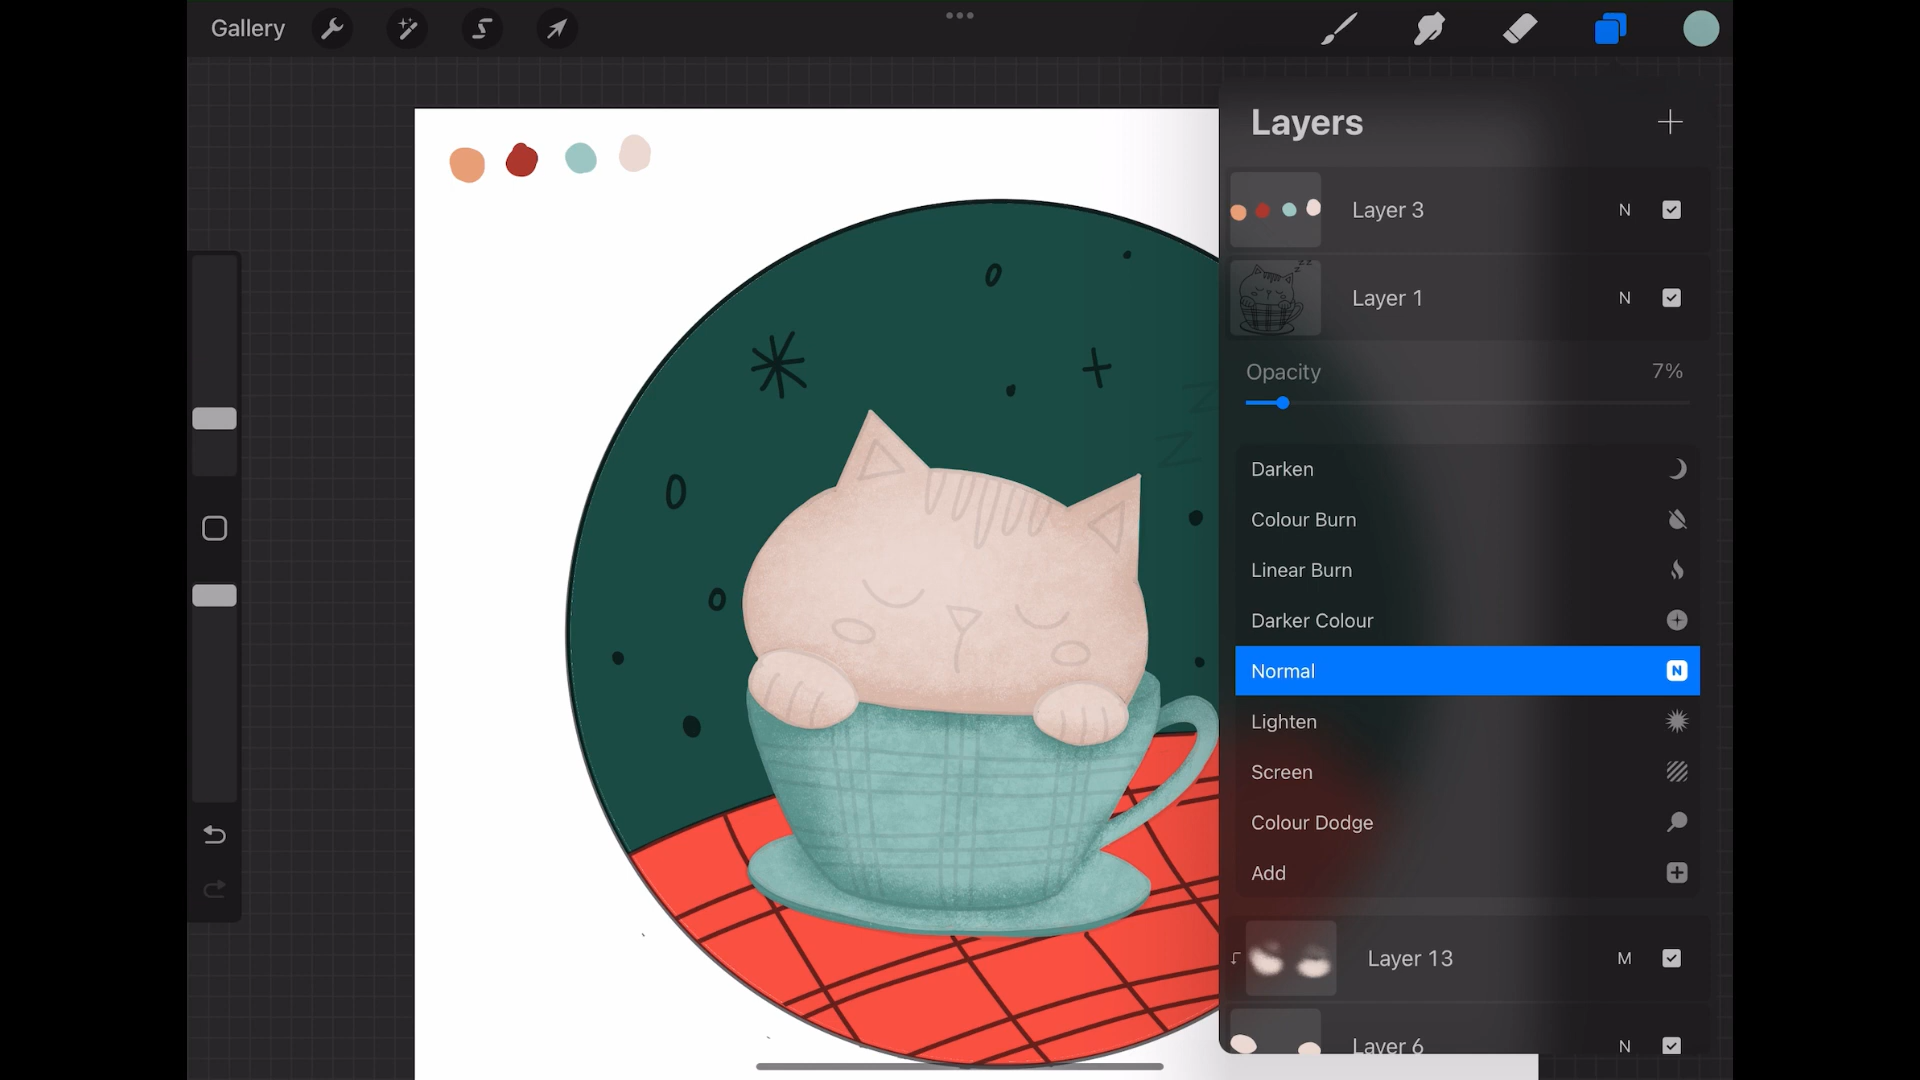 Gallery
Layers
Layer 3 N
Layer 1 N
Opacity 7%
Darken
Colour Burn
Linear Burn
Darker Colour
Normal N
Lighten
Screen
Colour Dodge
Add
Layer 13 M
Layer 6 N
Z
Z